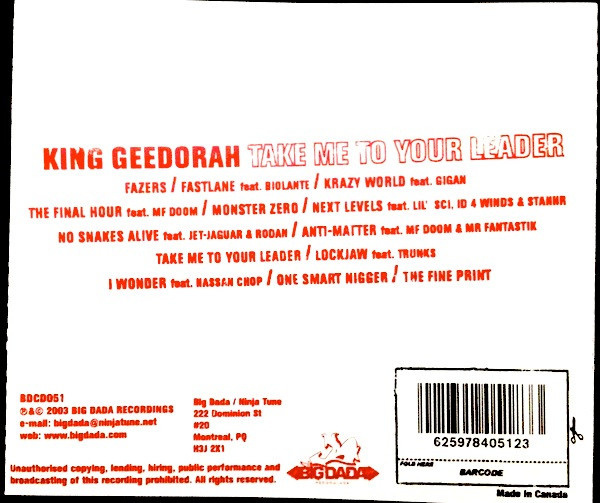 KING GEEDORAH TAKE ME TO YOUR LEADER
FAZERS / FASTLANE feat. BIOLANTE / KRAZY WORLD feat. GIGAN
THE FINAL HOUR feat. MF DOOM / MONSTER ZERO / NEXT LEVELS feat. LIL' SCI, ID 4 WINDS & STAHHR
NO SNAKES ALIVE feat. JET-JAGUAR & RODAN / ANTI-MATTER feat. MF DOOM & MR FANTASTIK
TAKE ME TO YOUR LEADER / LOCKJAW feat. TRUNKS
I WONDER feat. HASSAN CHOP / ONE SMART NIGGER / THE FINE PRINT
BDCD051
℗&© 2003 BIG DADA RECORDINGS
e-mail: bigdada@ninjatune.net
web: www.bigdada.com
Big Dada / Ninja Tune
222 Dominion St
#20
Montreal, PQ
H3J 2X1
Unauthorised copying, lending, hiring, public performance and
broadcasting of this recording prohibited. All rights reserved.
BIG DADA
625978405123
FOLD HERE
BARCODE
Made in Canada